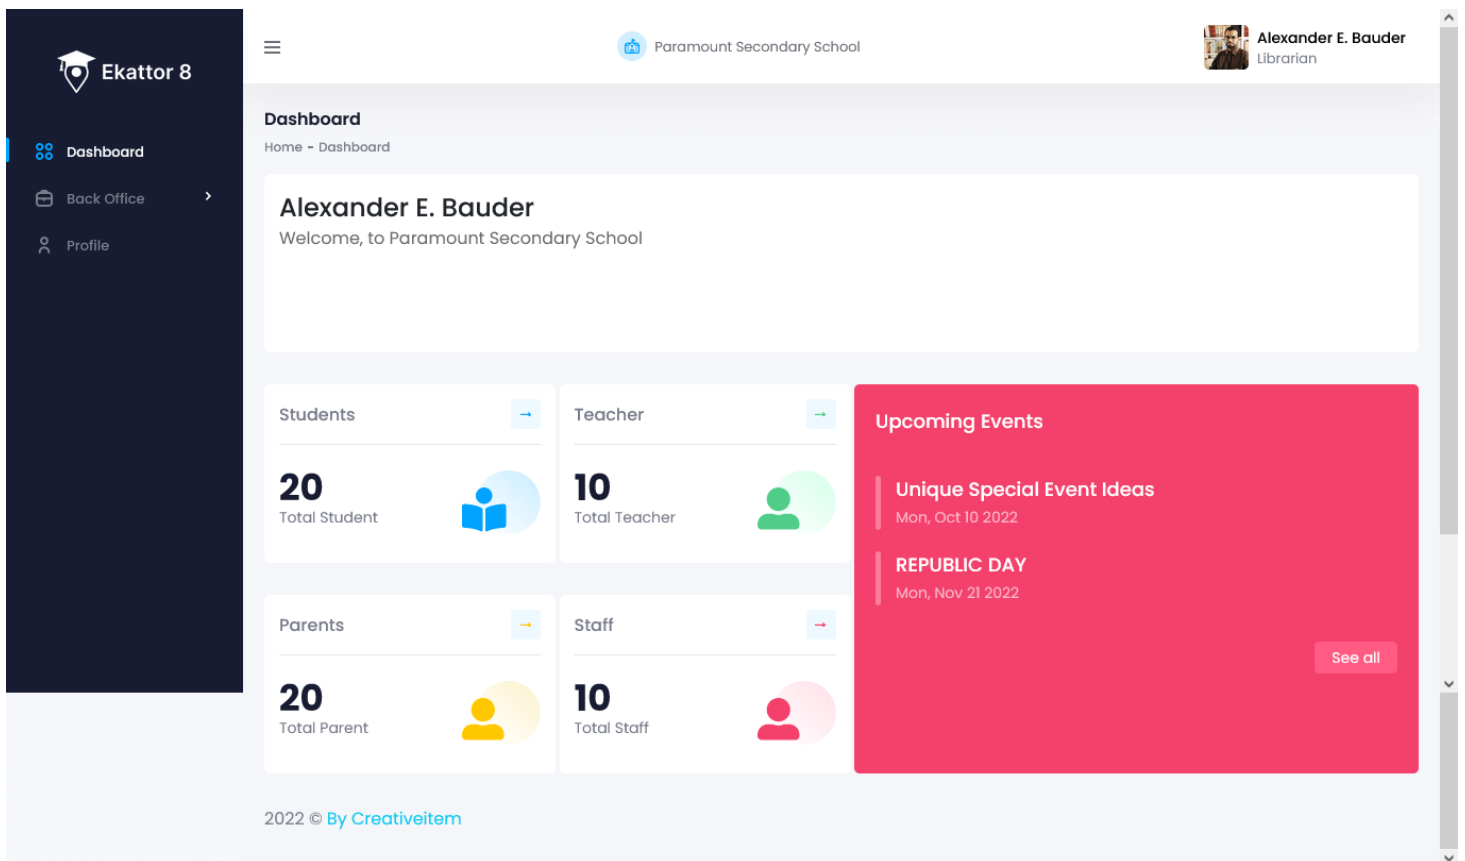 Ekattor 8
Dashboard
Back Office
Profile
Paramount Secondary School
Alexander E. Bauder
Librarian
Dashboard
Home - Dashboard
Alexander E. Bauder
Welcome, to Paramount Secondary School
Students
20
Total Student
Teacher
10
Total Teacher
Parents
20
Total Parent
Staff
10
Total Staff
Upcoming Events
Unique Special Event Ideas
Mon, Oct 10 2022
REPUBLIC DAY
Mon, Nov 21 2022
See all
2022 © By Creativeitem